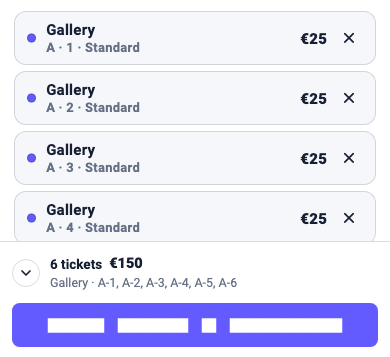 Gallery
A · 1 · Standard
€25
Gallery
A · 2 · Standard
€25
Gallery
A · 3 · Standard
€25
Gallery
A · 4 · Standard
€25
6 tickets €150
Gallery · A-1, A-2, A-3, A-4, A-5, A-6